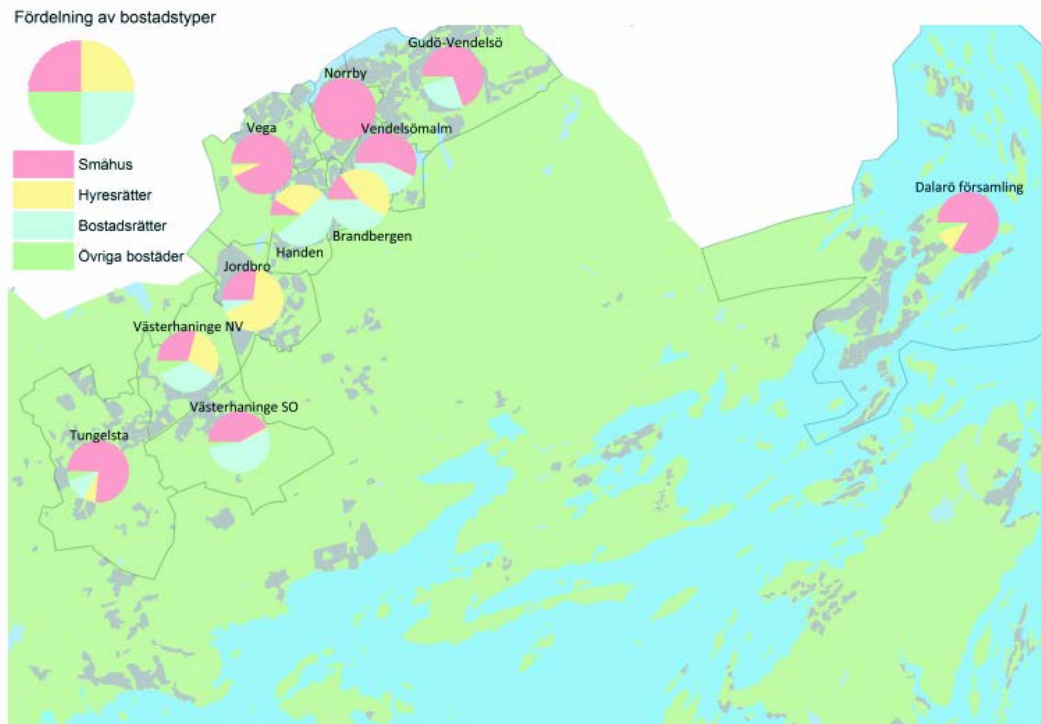 Fördelning av bostadstyper
Småhus
Hyresrätter
Bostadsrätter
Övriga bostäder
Gudö-Vendelsö
Norrby
Vega
Vendelsömalm
Dalarö församling
Brandbergen
Handen
Jordbro
Västerhaninge NV
Västerhaninge SO
Tungelsta